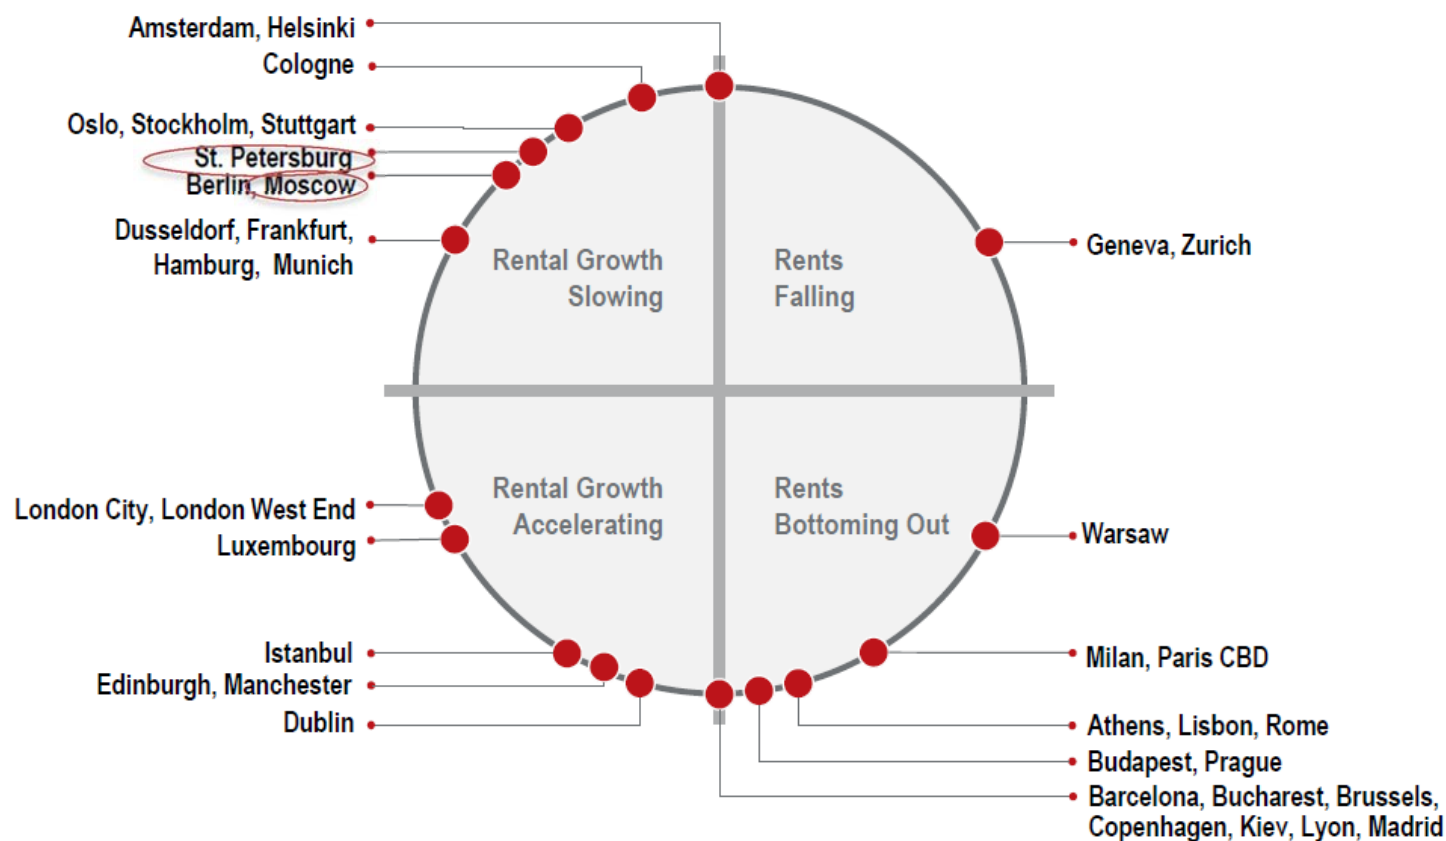 Amsterdam, Helsinki
Cologne
Oslo, Stockholm, Stuttgart
St. Petersburg
Berlin, Moscow
Dusseldorf, Frankfurt,
Hamburg, Munich
Rental Growth
Slowing
Rents
Falling
Geneva, Zurich
Rental Growth
Accelerating
Rents
Bottoming Out
London City, London West End
Luxembourg
Istanbul
Edinburgh, Manchester
Dublin
Warsaw
Milan, Paris CBD
Athens, Lisbon, Rome
Budapest, Prague
Barcelona, Bucharest, Brussels,
Copenhagen, Kiev, Lyon, Madrid